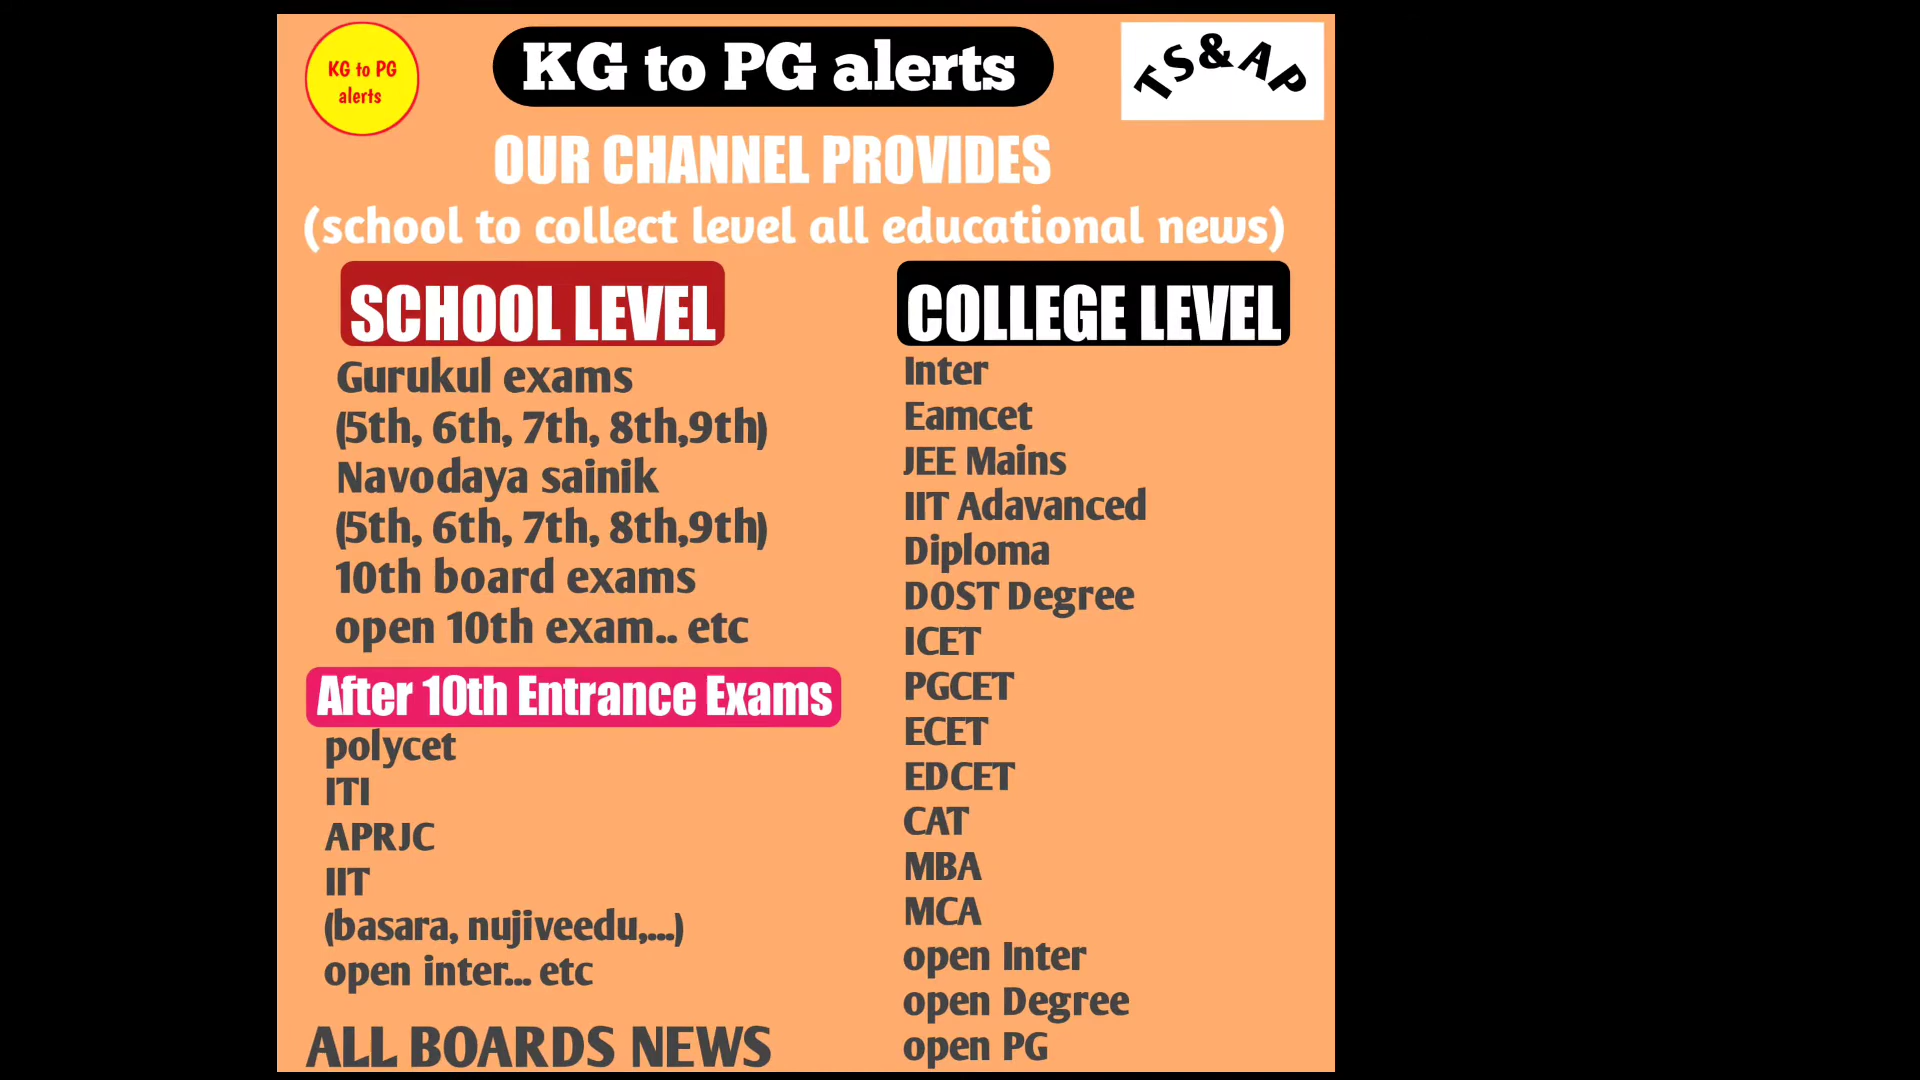 KG to PG
alerts
KG to PG alerts
TS&AP
OUR CHANNEL PROVIDES
(school to collect level all educational news)
SCHOOL LEVEL
Gurukul exams
(5th, 6th, 7th, 8th,9th)
Navodaya sainik
(5th, 6th, 7th, 8th,9th)
10th board exams
open 10th exam.. etc
After 10th Entrance Exams
polycet
ITI
APRJC
IIT
(basara, nujiveedu,...)
open inter... etc
ALL BOARDS NEWS
COLLEGE LEVEL
Inter
Eamcet
JEE Mains
IIT Adavanced
Diploma
DOST Degree
ICET
PGCET
ECET
EDCET
CAT
MBA
MCA
open Inter
open Degree
open PG